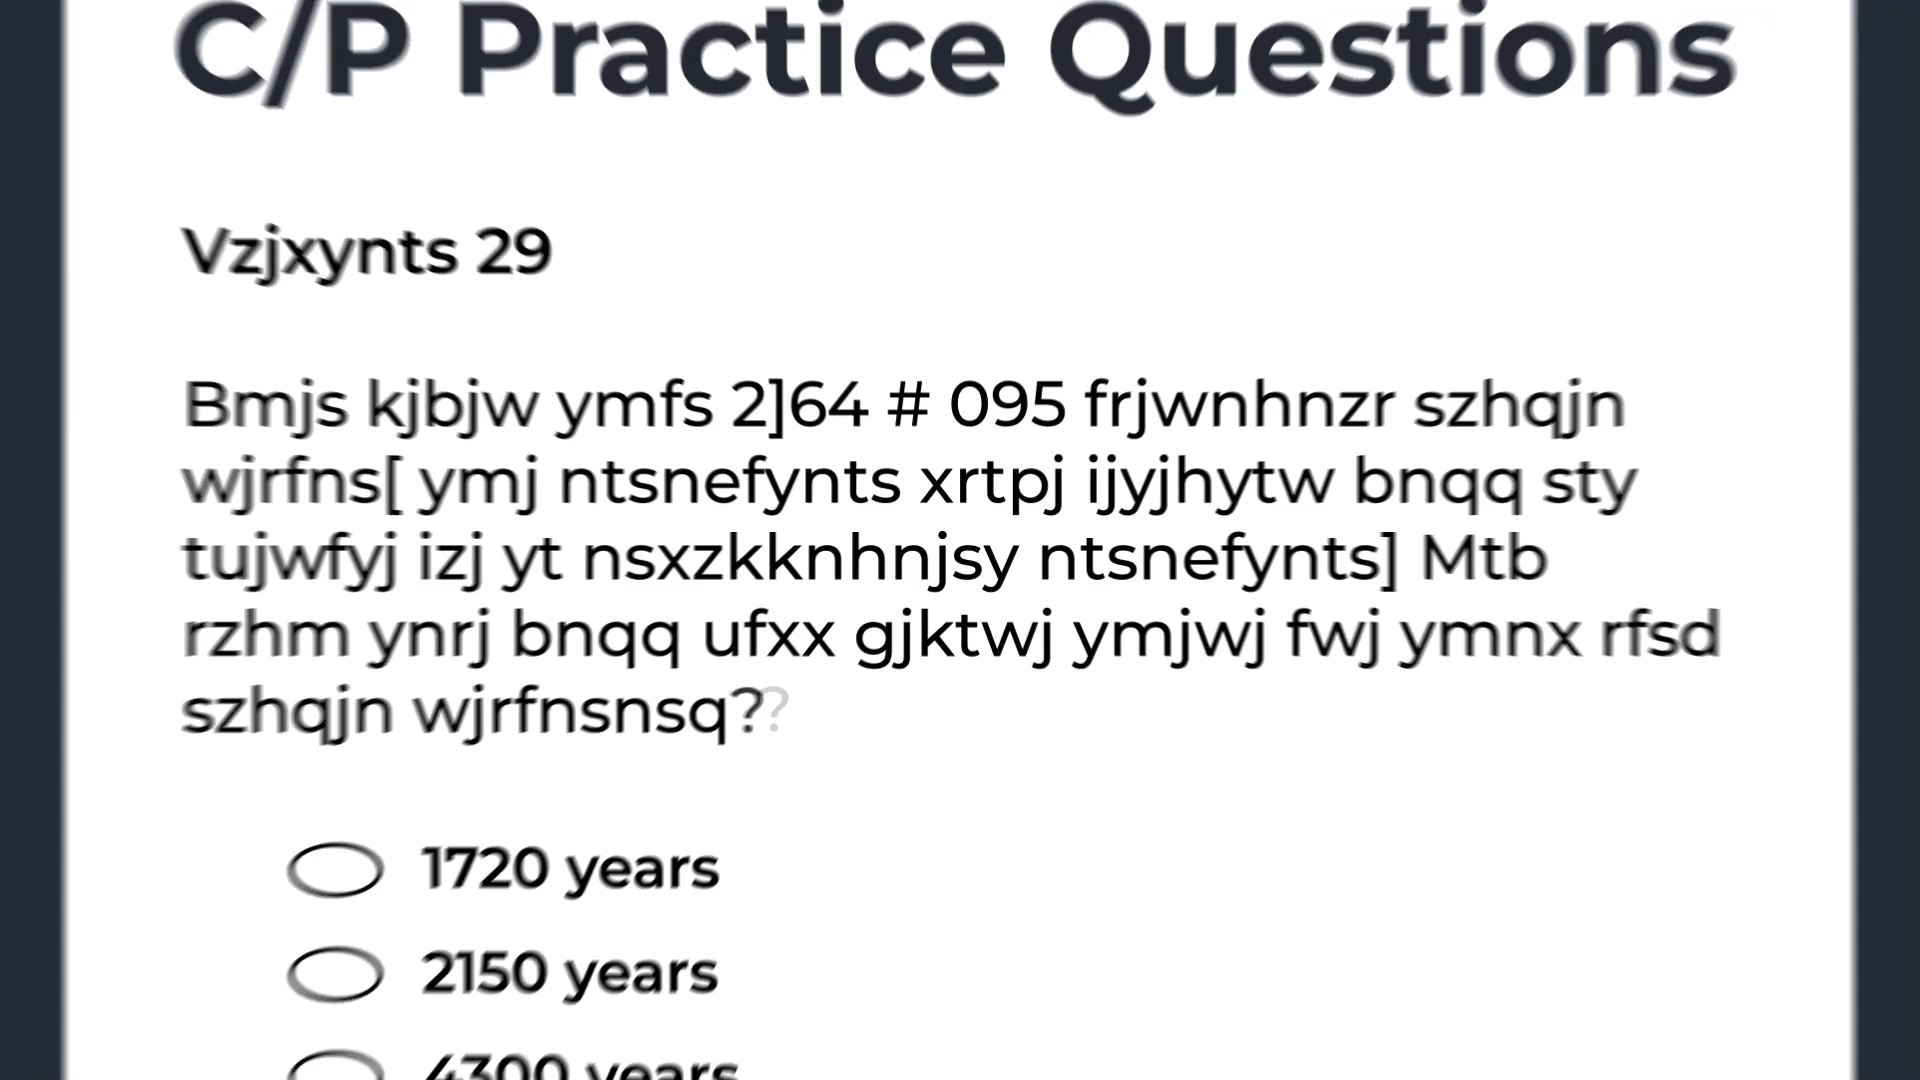 C/P Practice Questions
Vzjxynts 29
Bmjs kjbjw ymfs 2]64 # 095 frjwnhnzr szhqjn
wjrfns[ ymj ntsnefynts xrtpj ijyjhytw bnqq sty
tujwfyj izj yt nsxzkknhnjsy ntsnefynts] Mtb
rzhm ynrj bnqq ufxx gjktwj ymjwj fwj ymnx rfsd
szhqjn wjrfnsnsq??
1720 years
2150 years
4300 years